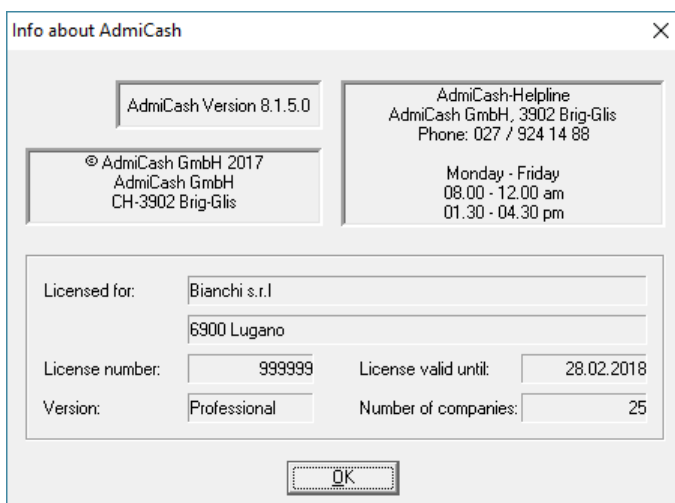 Info about AdmiCash
AdmiCash Version 8.1.5.0
© AdmiCash GmbH 2017
AdmiCash GmbH
CH-3902 Brig-Glis
AdmiCash-Helpline
AdmiCash GmbH, 3902 Brig-Glis
Phone: 027 / 924 14 88
Monday - Friday
08.00 - 12.00 am
01.30 - 04.30 pm
Licensed for: Bianchi s.r.l
6900 Lugano
License number: 999999 License valid until: 28.02.2018
Version: Professional Number of companies: 25
OK